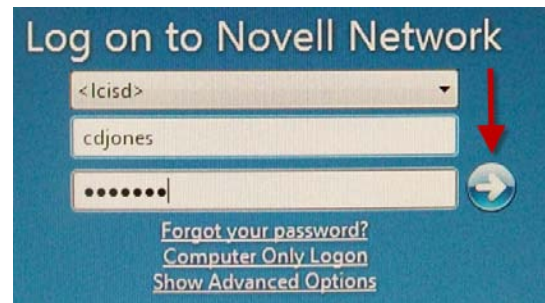 Log on to Novell Network
<lcisd>
cdjones
•••••••
Forgot your password?
Computer Only Logon
Show Advanced Options